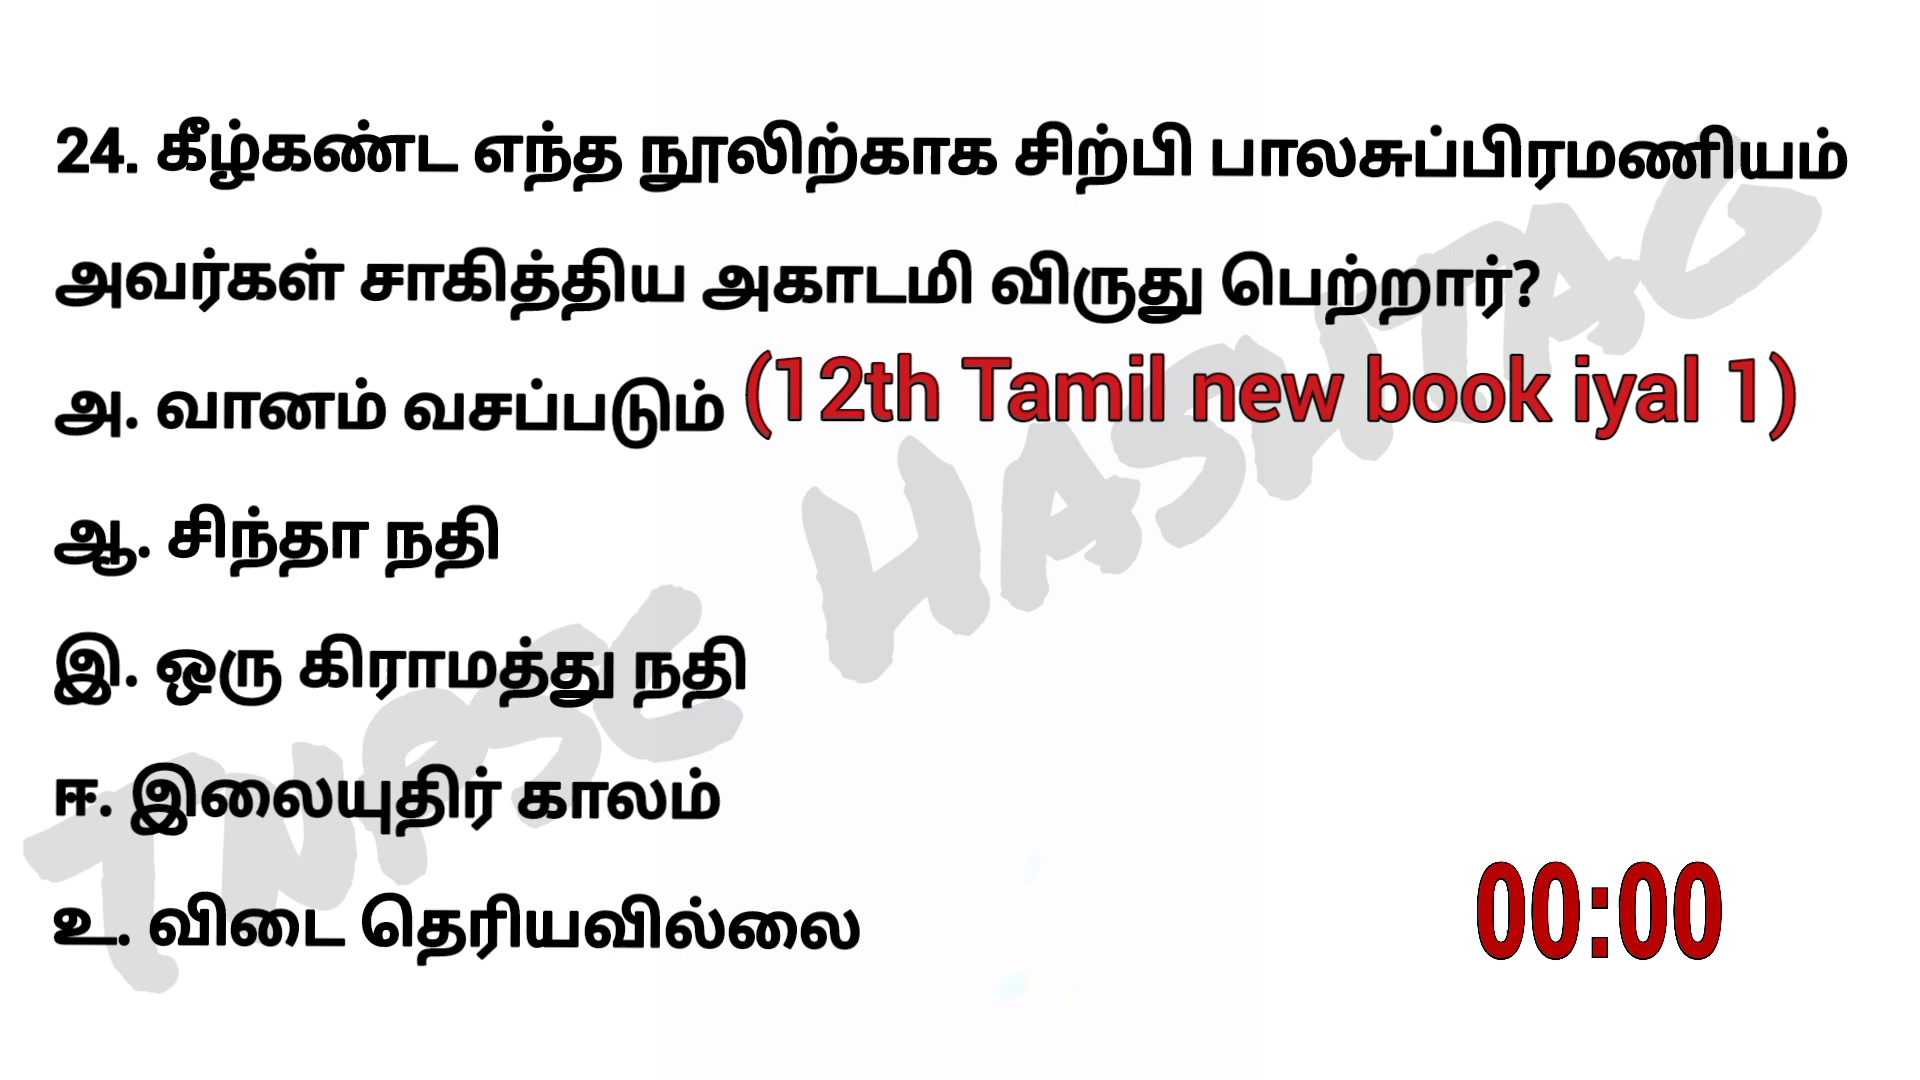 24. கீழ்கண்ட எந்த நூலிற்காக சிற்பி பாலசுப்பிரமணியம்
அவர்கள் சாகித்திய அகாடமி விருது பெற்றார்?
அ. வானம் வசப்படும் (12th Tamil new book iyal 1)
ஆ. சிந்தா நதி
இ. ஒரு கிராமத்து நதி
ஈ. இலையுதிர் காலம்
உ. விடை தெரியவில்லை
00:00
TNPSC HASHTAG